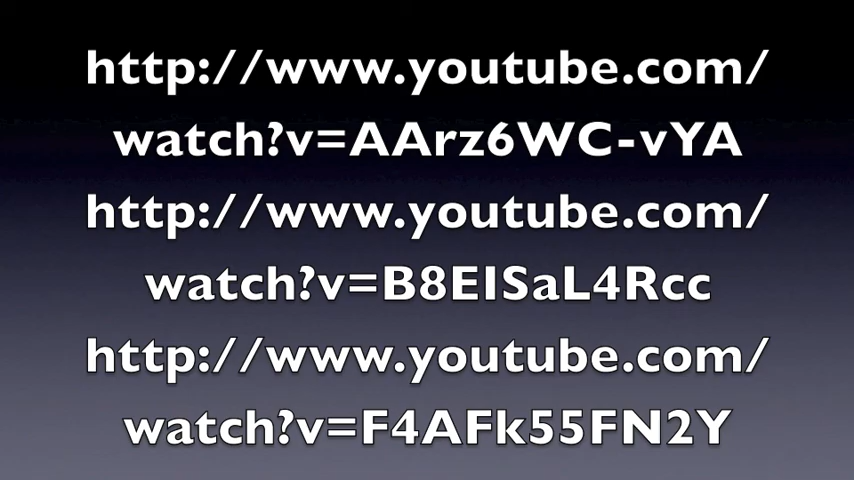 http://www.youtube.com/
watch?v=AArz6WC-vYA
http://www.youtube.com/
watch?v=B8EISaL4Rcc
http://www.youtube.com/
watch?v=F4AFk55FN2Y